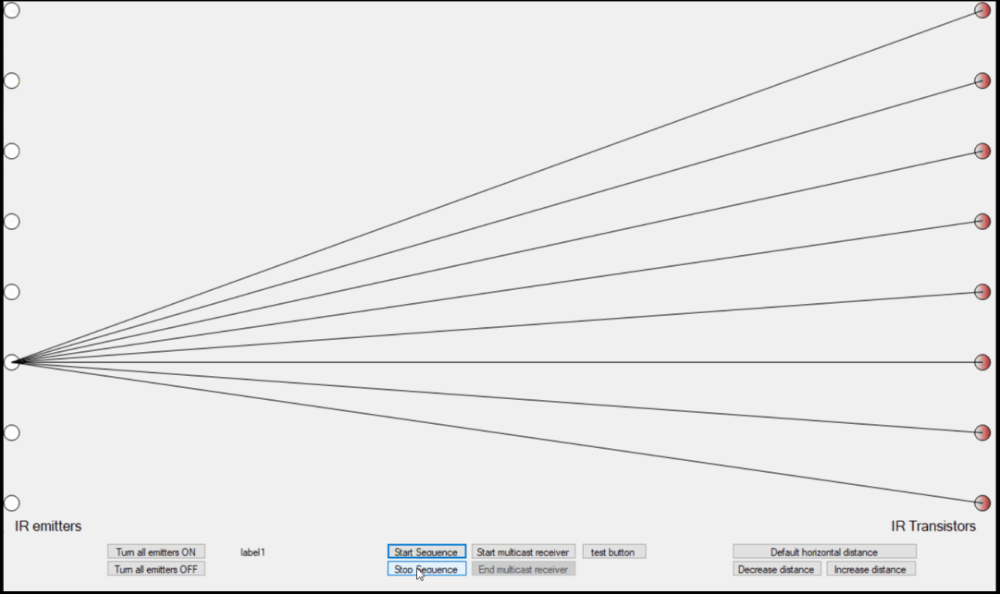 IR emitters
IR Transistors
Turn all emitters ON
label1
Start Sequence
Start multicast receiver
test button
Default horizontal distance
Turn all emitters OFF
Stop Sequence
End multicast receiver
Decrease distance
Increase distance